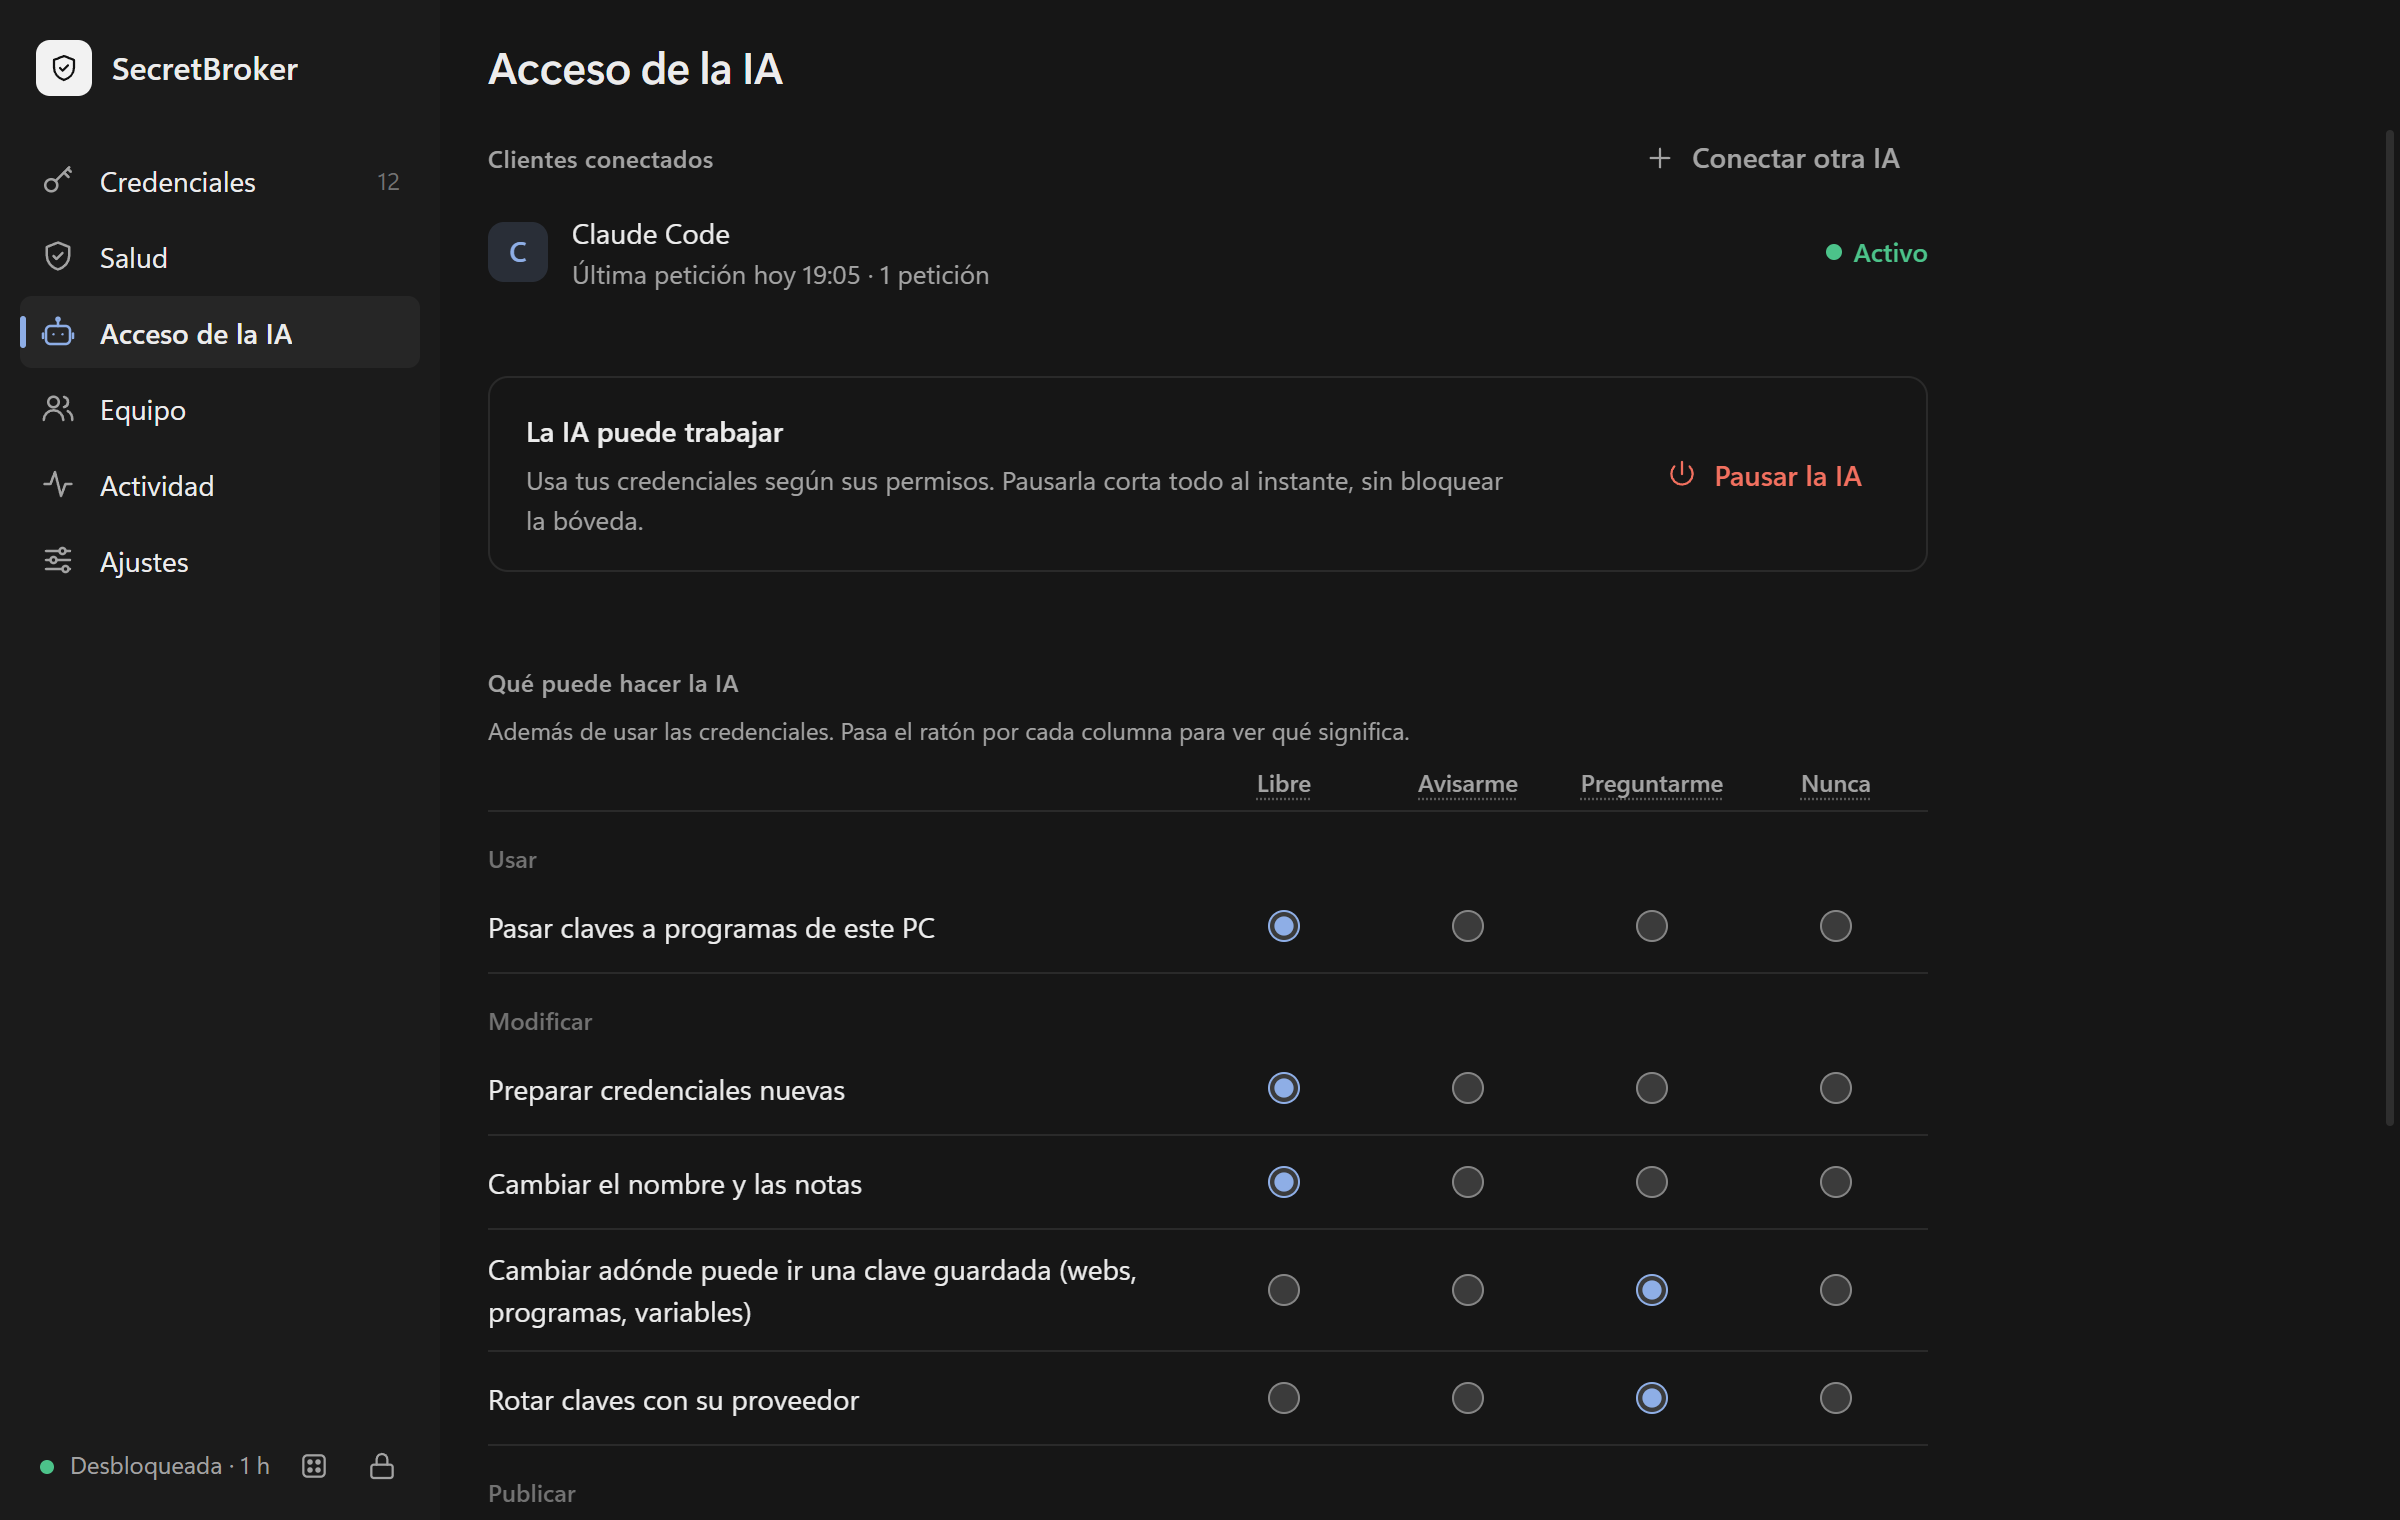 SecretBroker
Credenciales 12
Salud
Acceso de la IA
Equipo
Actividad
Ajustes
Desbloqueada · 1 h
Acceso de la IA
Clientes conectados
Conectar otra IA
C
Claude Code
Última petición hoy 19:05 · 1 petición
Activo
La IA puede trabajar
Usa tus credenciales según sus permisos. Pausarla corta todo al instante, sin bloquear
la bóveda.
Pausar la IA
Qué puede hacer la IA
Además de usar las credenciales. Pasa el ratón por cada columna para ver qué significa.
Libre Avisarme Preguntarme Nunca
Usar
Pasar claves a programas de este PC
Modificar
Preparar credenciales nuevas
Cambiar el nombre y las notas
Cambiar adónde puede ir una clave guardada (webs,
programas, variables)
Rotar claves con su proveedor
Publicar